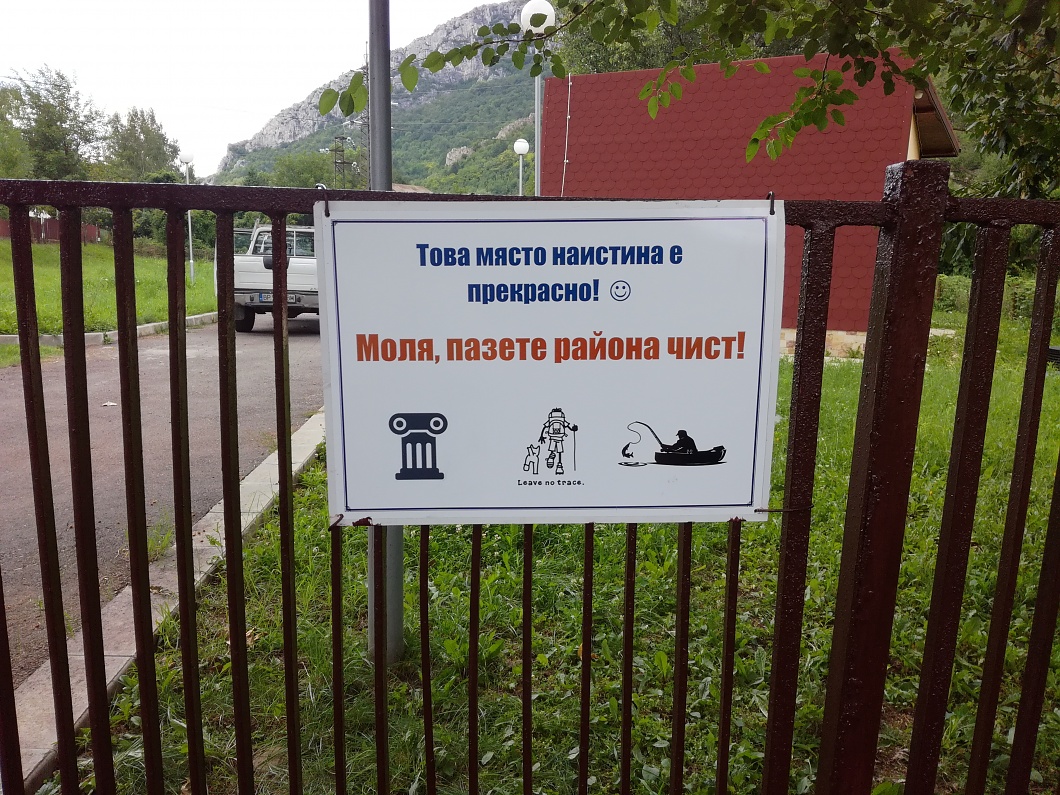 Това място наистина е
прекрасно! ☺
Моля, пазете района чист!
Leave no trace.